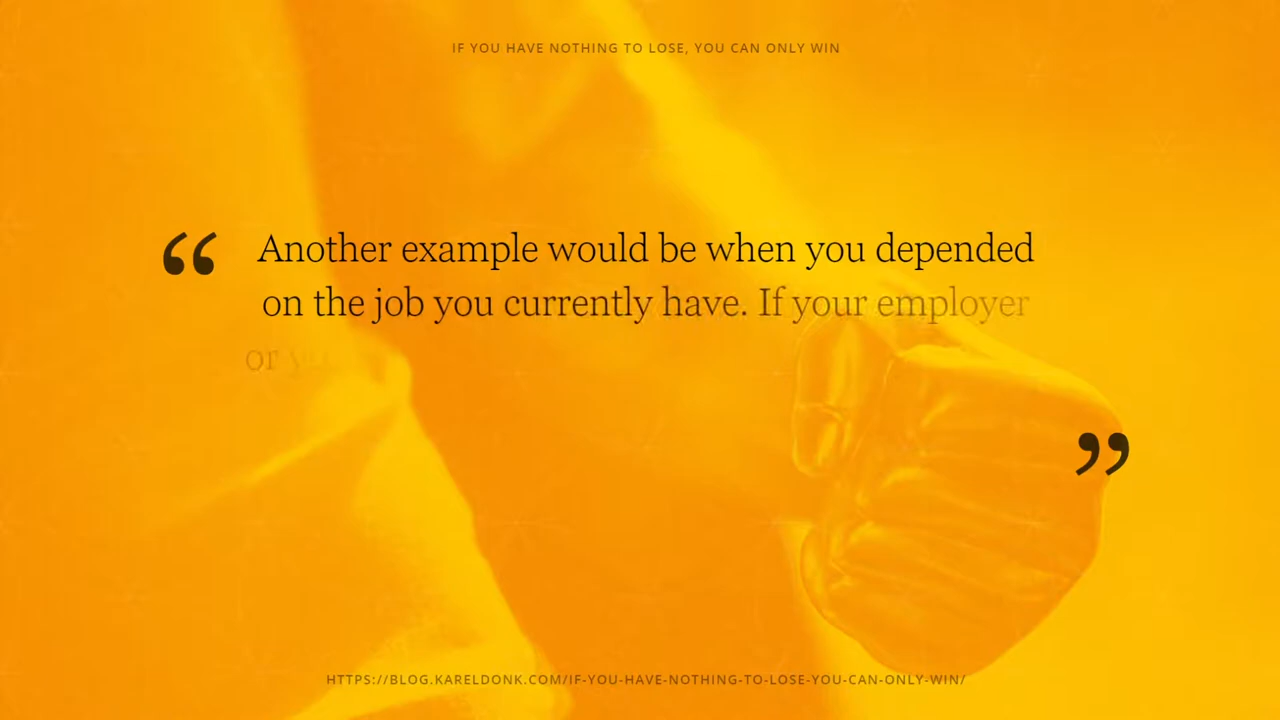 IF YOU HAVE NOTHING TO LOSE, YOU CAN ONLY WIN
“ Another example would be when you depended
on the job you currently have. If your employer
or
”
HTTPS://BLOG.KARELDONK.COM/IF-YOU-HAVE-NOTHING-TO-LOSE-YOU-CAN-ONLY-WIN/